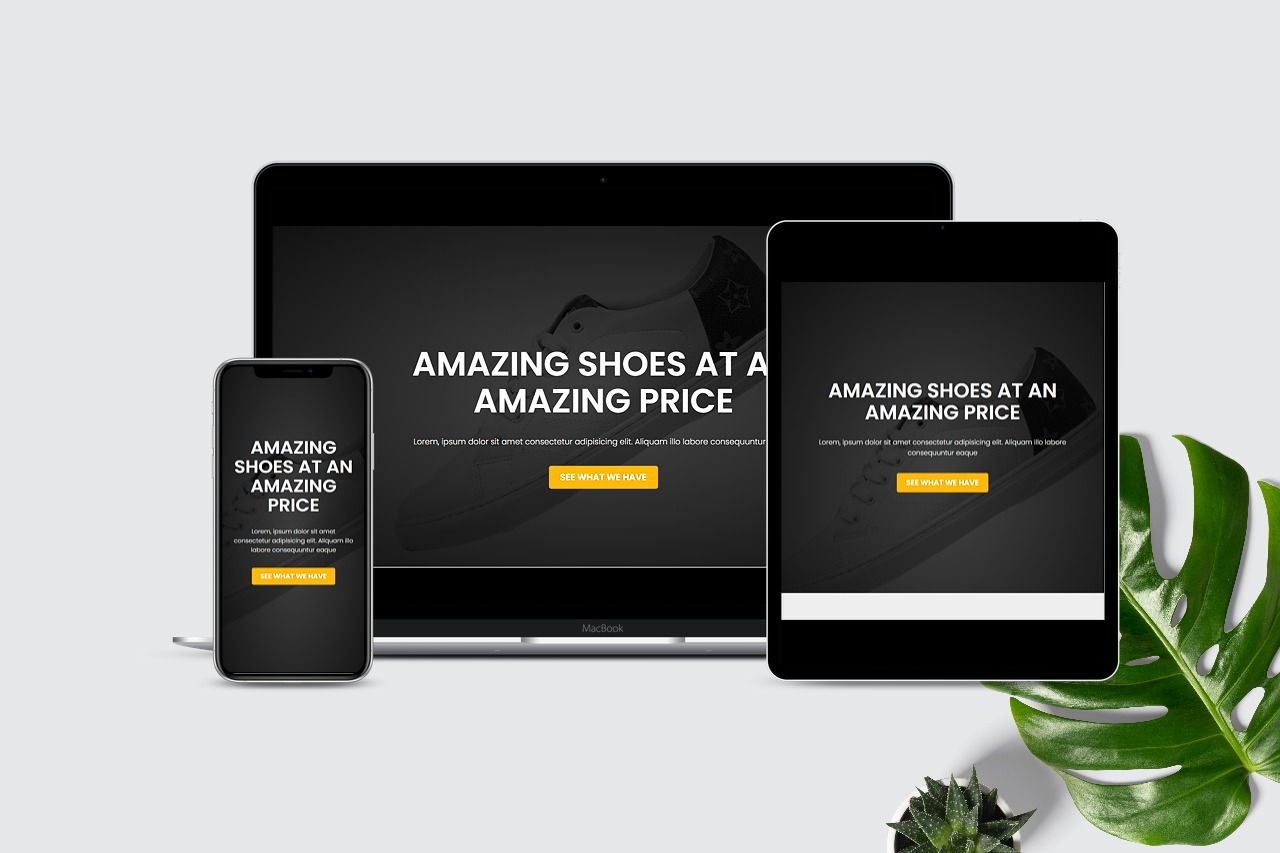 AMAZING SHOES AT A
AMAZING PRICE
Lorem, ipsum dolor sit amet consectetur adipisicing elit. Aliquam illo labore consequuntur
SEE WHAT WE HAVE
MacBook
AMAZING
SHOES AT AN
AMAZING
PRICE
Lorem, ipsum dolor sit amet
consectetur adipisicing elit. Aliquam illo
labore consequuntur eaque
SEE WHAT WE HAVE
AMAZING SHOES AT AN
AMAZING PRICE
Lorem, ipsum dolor sit amet consectetur adipisicing elit. Aliquam illo labore
consequuntur eaque
SEE WHAT WE HAVE